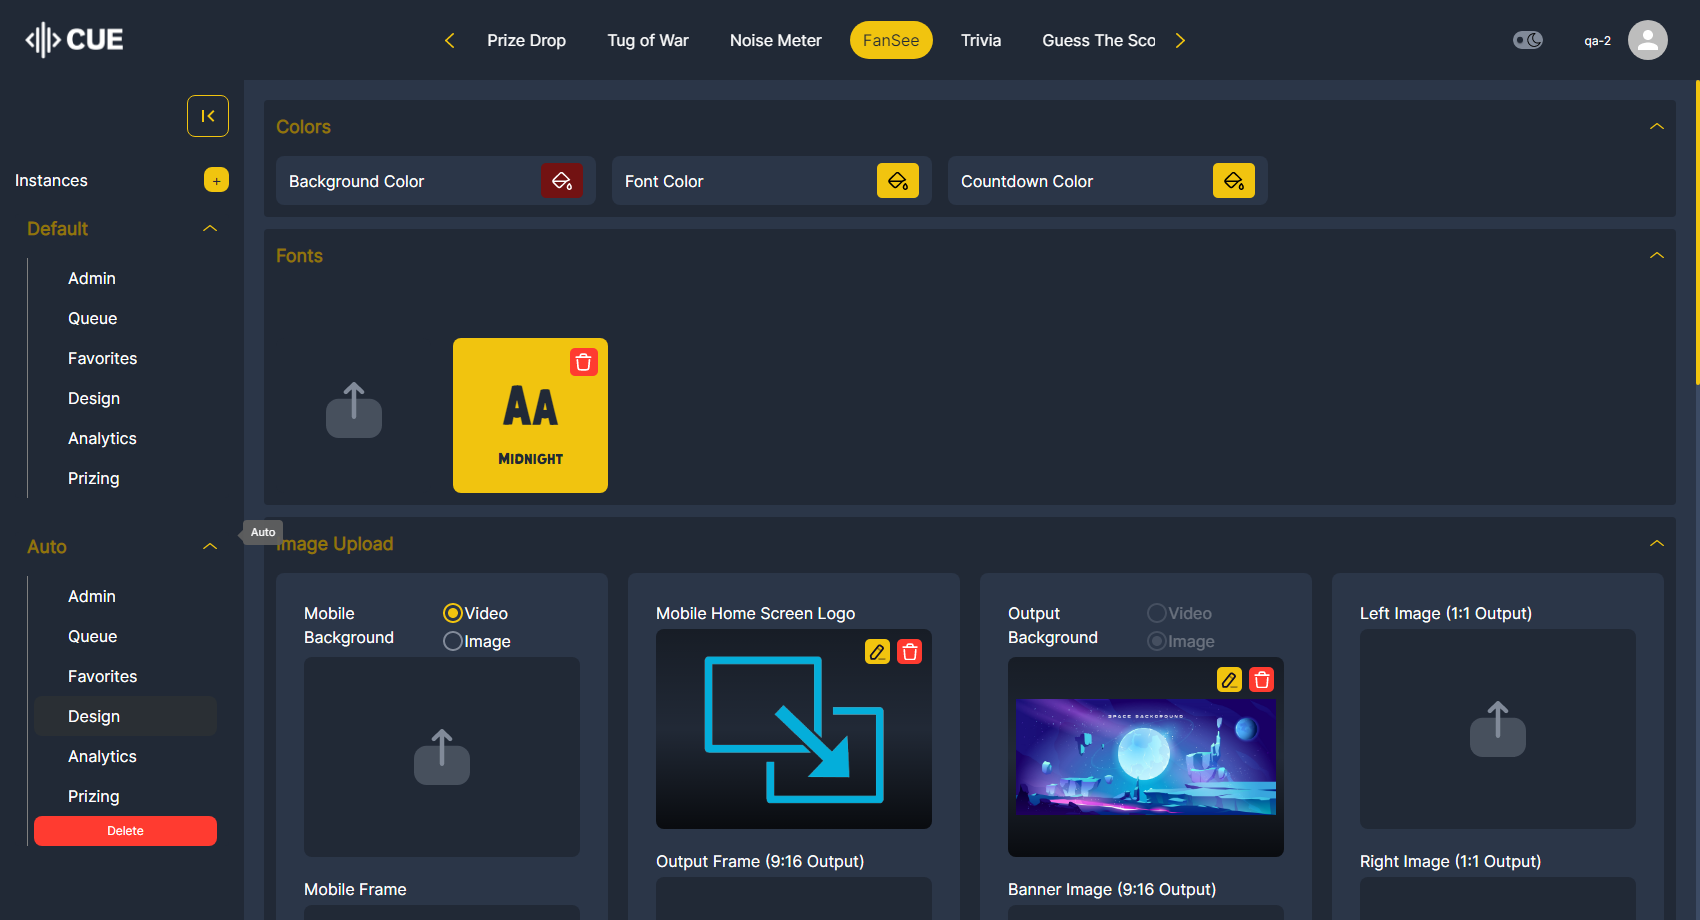 CUE
Prize Drop
Tug of War
Noise Meter
FanSee
Trivia
Guess The Sco
qa-2
Instances
+
Default
Admin
Queue
Favorites
Design
Analytics
Prizing
Auto
Admin
Queue
Favorites
Design
Analytics
Prizing
Delete
Auto
Colors
Background Color
Font Color
Countdown Color
Fonts
AA
MIDNIGHT
Image Upload
Mobile
Background
Video
Image
Mobile Home Screen Logo
Output
Background
Video
Image
SPACE BACKGROUND
Left Image (1:1 Output)
Mobile Frame
Output Frame (9:16 Output)
Banner Image (9:16 Output)
Right Image (1:1 Output)